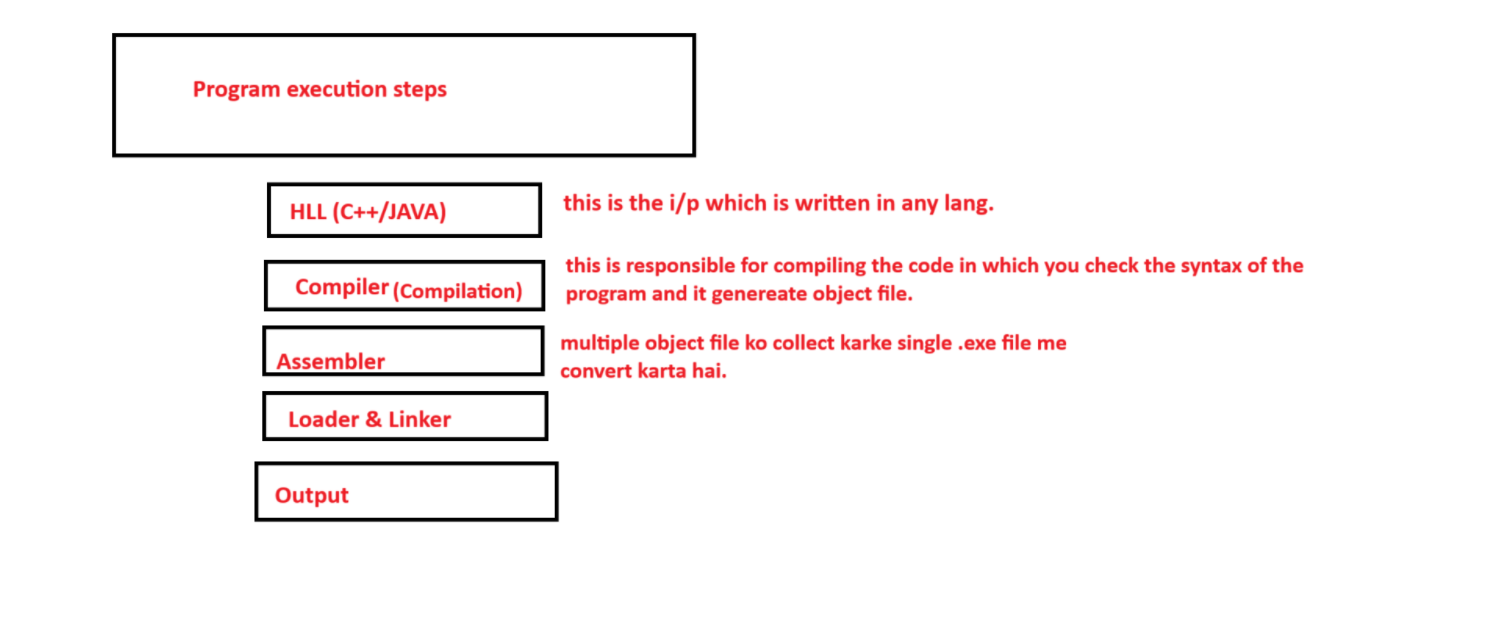 Program execution steps
HLL (C++/JAVA)
this is the i/p which is written in any lang.
Compiler (Compilation)
this is responsible for compiling the code in which you check the syntax of the
program and it genereate object file.
Assembler
multiple object file ko collect karke single .exe file me
convert karta hai.
Loader & Linker
Output